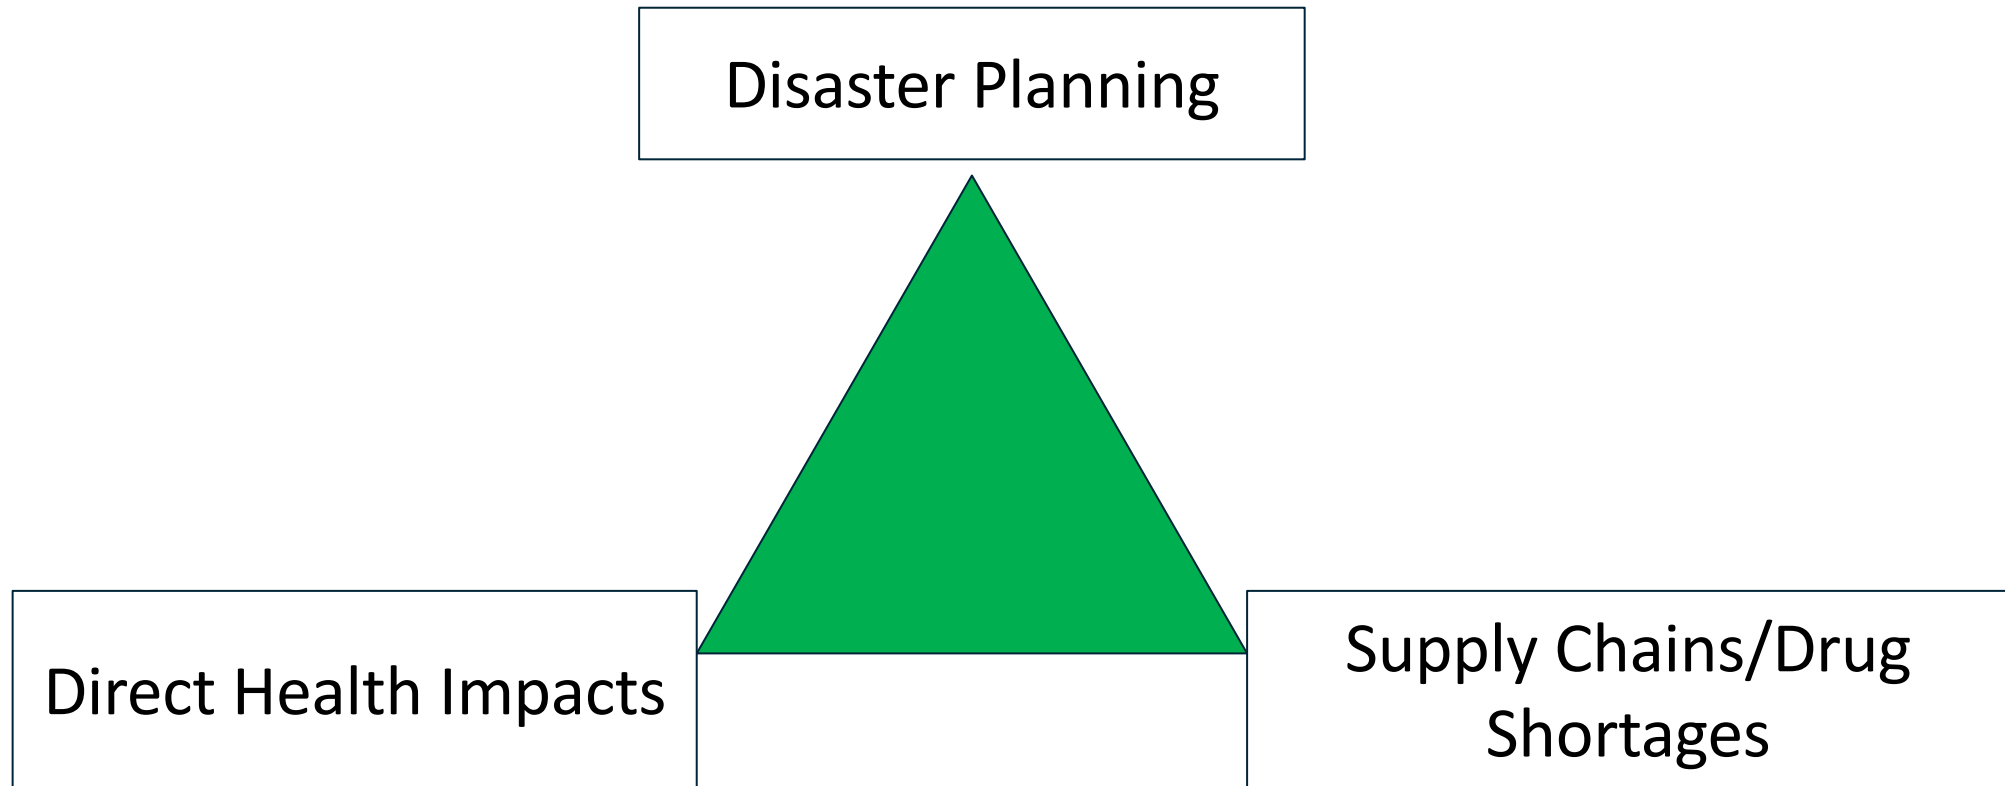 Disaster Planning
Direct Health Impacts
Supply Chains/Drug
Shortages